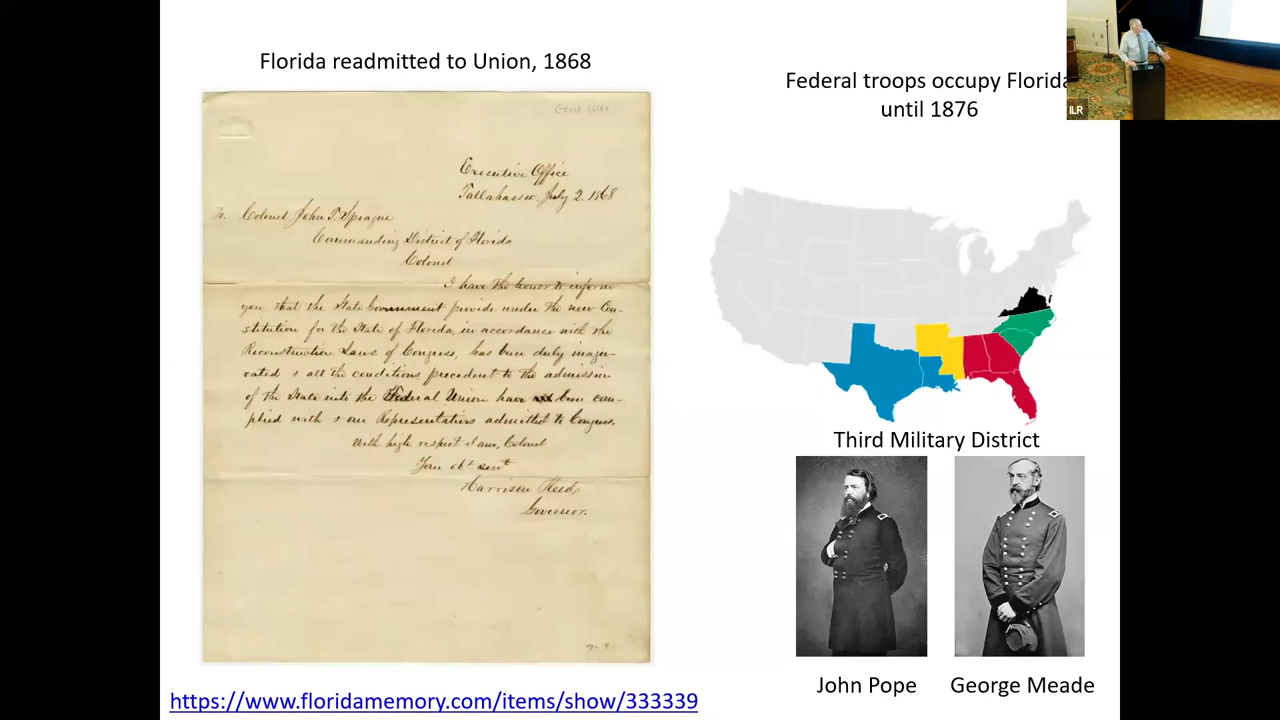 Florida readmitted to Union, 1868
Executive Office
Tallahassee, July 2, 1868
To. Colonel John T. Sprague
Commanding District of Florida
Colonel
I have the honor to inform
you that the State Government provide under the new Con-
stitution for the State of Florida, in accordance with the
Reconstruction Laws of Congress, has been duly inaugu-
rated & all the conditions precedent to the admission
of the State into the Federal Union have been com-
plied with & our Representatives admitted to Congress.
With high respect I am, Colonel
Your obt servt
Harrison Reed,
Governor.
https://www.floridamemory.com/items/show/333339
Federal troops occupy Florida
until 1876
ILR
Third Military District
John Pope
George Meade